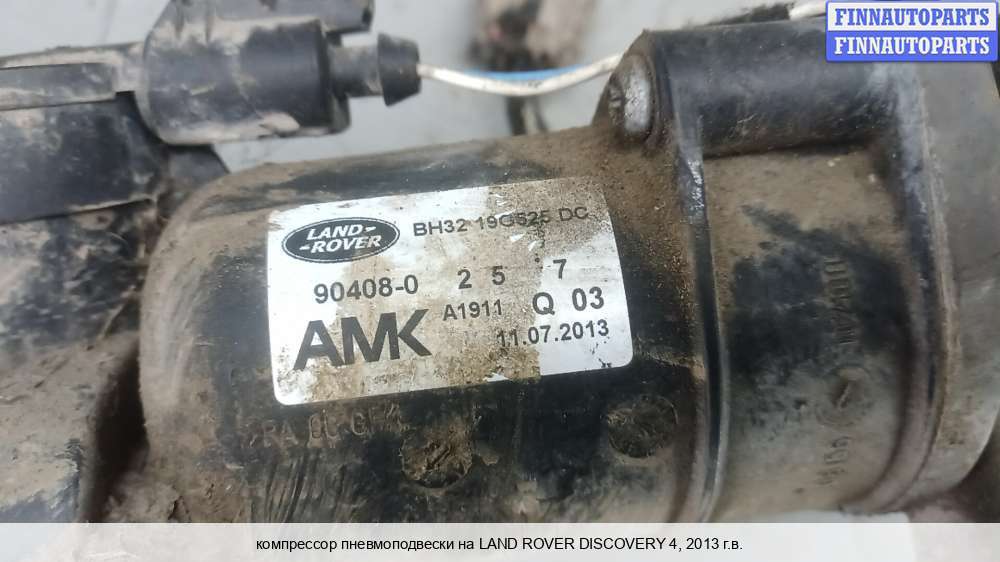 FINNAUTOPARTS
FINNAUTOPARTS
LAND-
-ROVER
BH32 19G525 DC
90408-0 2 5 7
A1911 Q 03
AMK
11.07.2013
компрессор пневмоподвески на LAND ROVER DISCOVERY 4, 2013 г.в.